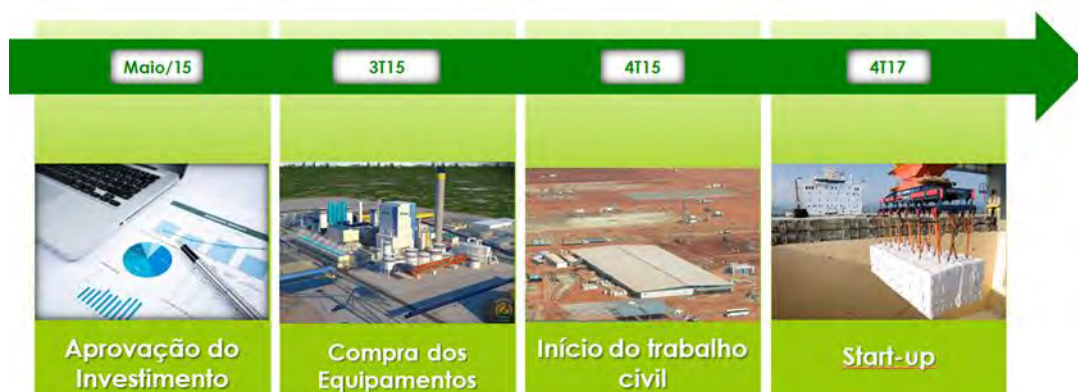 Maio/15
3T15
4T15
4T17
Aprovação do
Investimento
Compra dos
Equipamentos
Início do trabalho
civil
Start-up